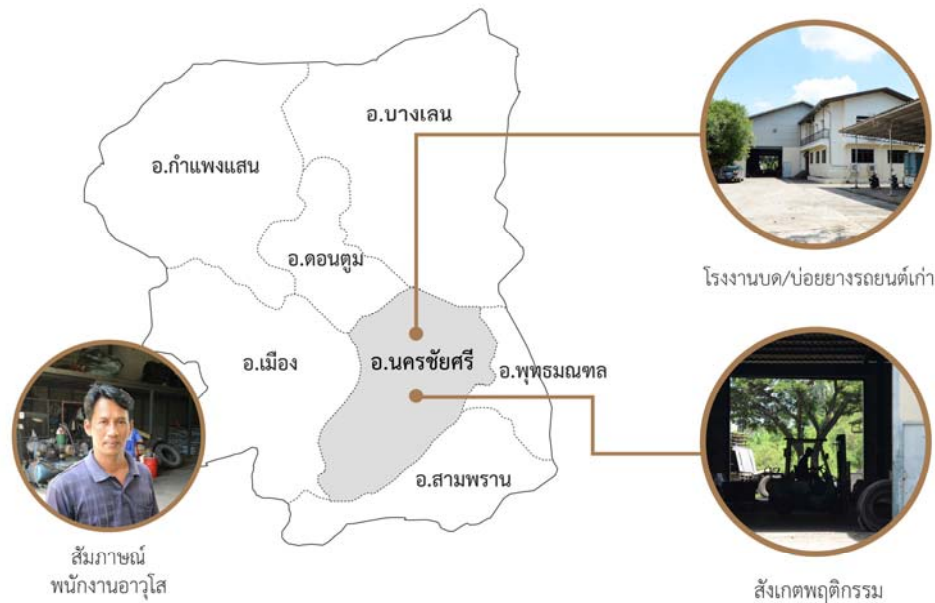 อ.บางเลน
อ.กำแพงแสน
อ.ดอนตูม
โรงงานบด/บ่อยยางรถยนต์เก่า
อ.เมือง
อ.นครชัยศรี
อ.พุทธมณฑล
อ.สามพราน
สัมภาษณ์
พนักงานอาวุโส
สังเกตพฤติกรรม